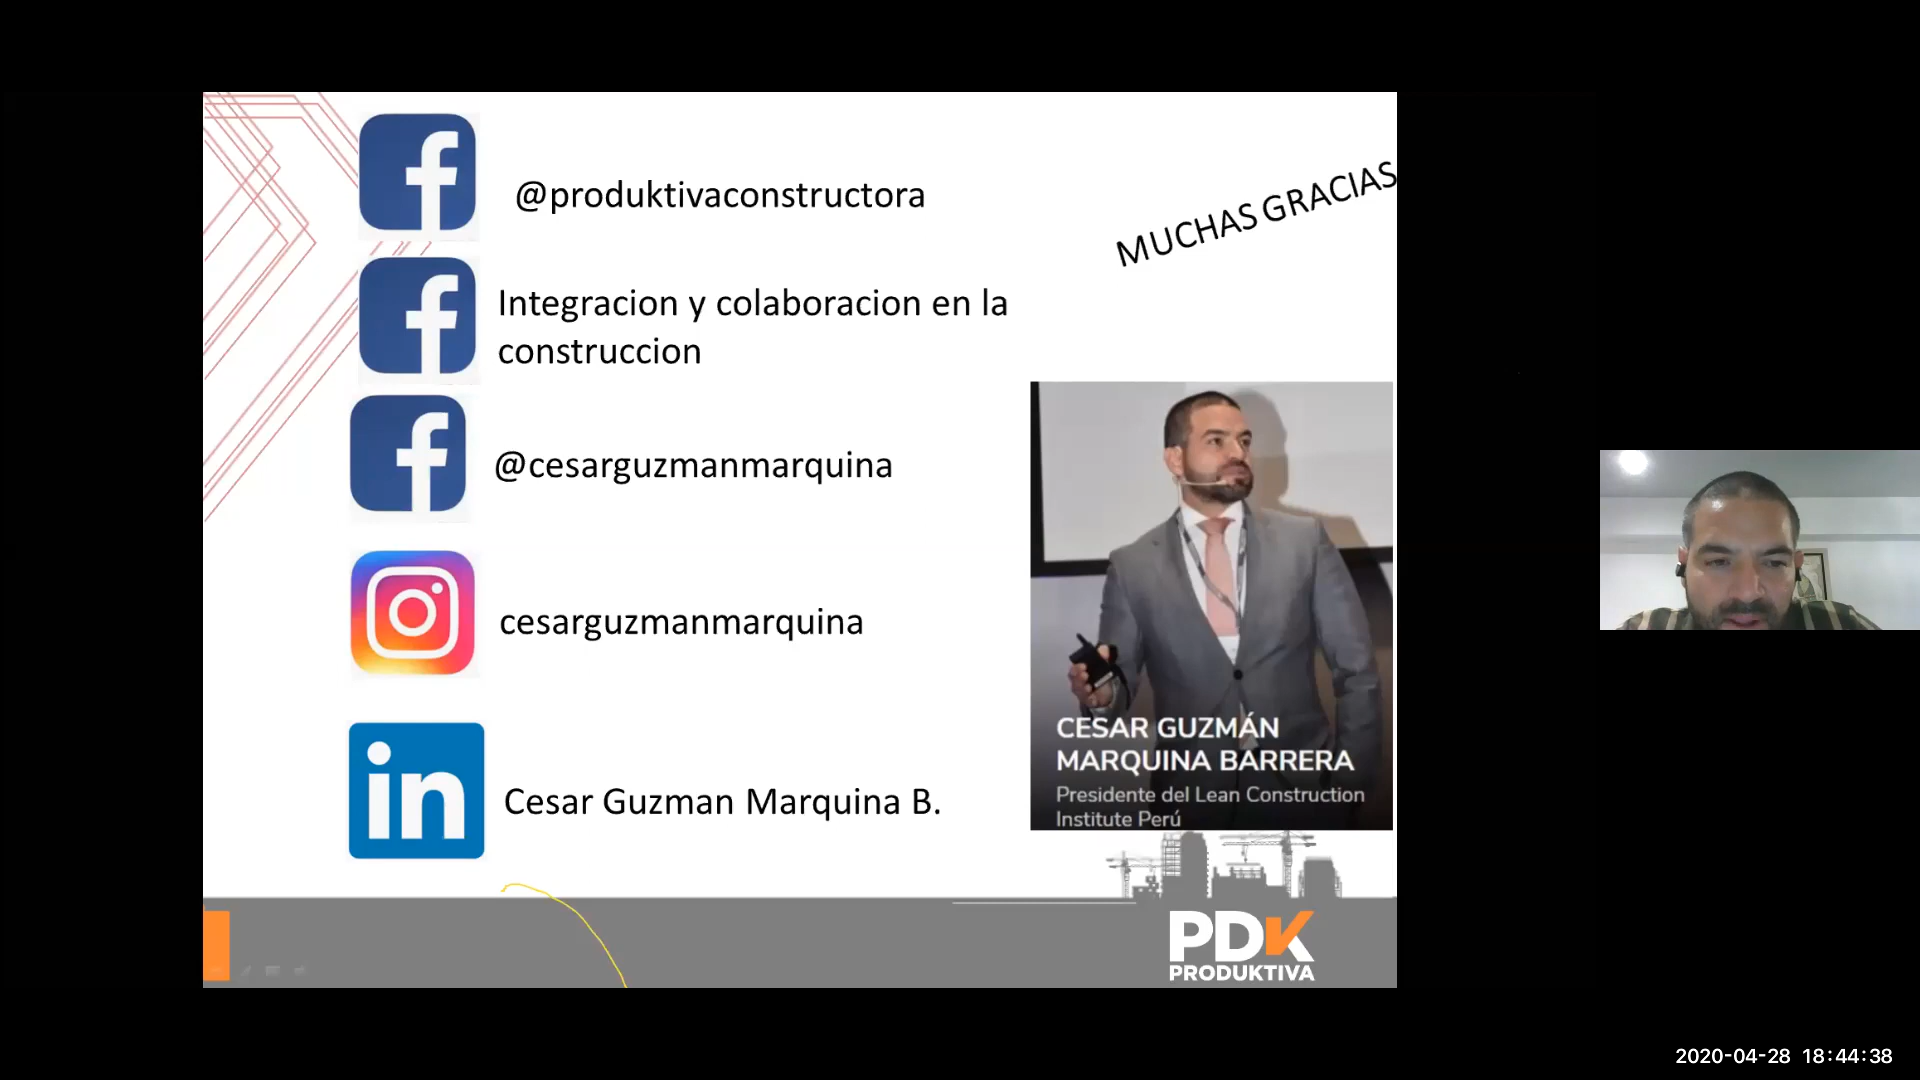 @produktivaconstructora
MUCHAS GRACIAS
Integracion y colaboracion en la
construccion
@cesarguzmanmarquina
cesarguzmanmarquina
in
Cesar Guzman Marquina B.
CESAR GUZMÁN
MARQUINA BARRERA
Presidente del Lean Construction
Institute Perú
PDK
PRODUKTIVA
2020-04-28 18:44:38